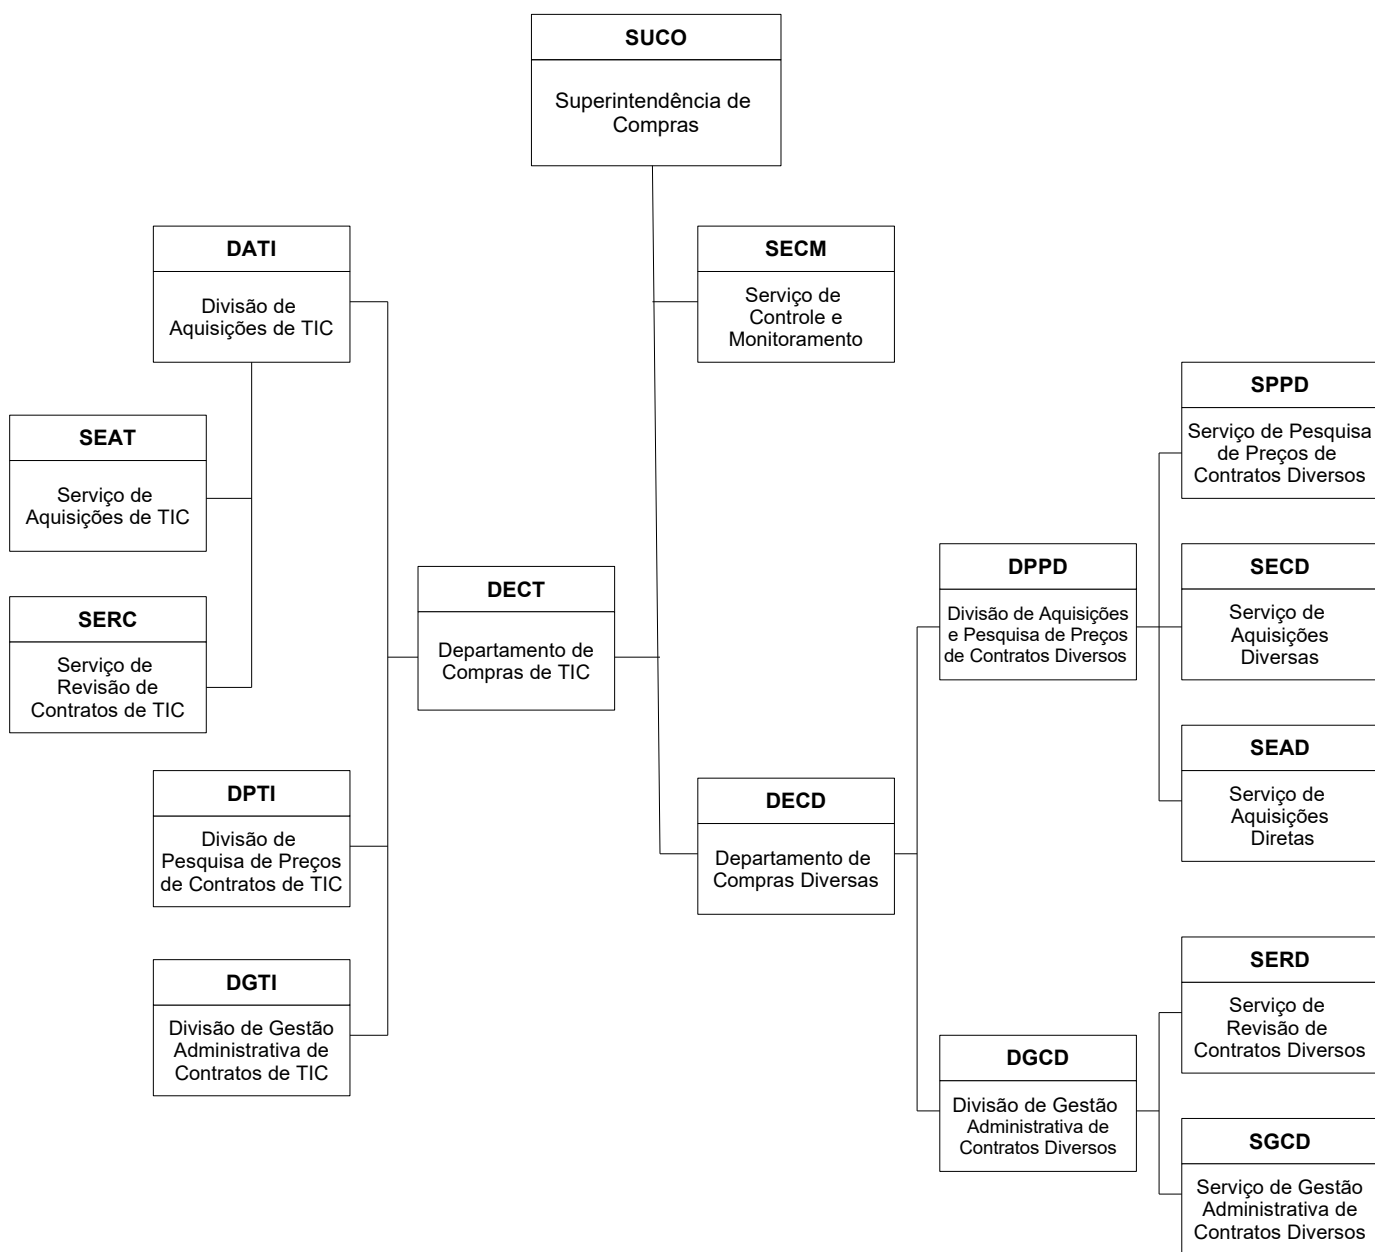 SUCO
Superintendência de
Compras
DATI
Divisão de
Aquisições de TIC
SECM
Serviço de
Controle e
Monitoramento
SEAT
Serviço de
Aquisições de TIC
SERC
Serviço de
Revisão de
Contratos de TIC
DECT
Departamento de
Compras de TIC
DPTI
Divisão de
Pesquisa de Preços
de Contratos de TIC
DGTI
Divisão de Gestão
Administrativa de
Contratos de TIC
DECD
Departamento de
Compras Diversas
DPPD
Divisão de Aquisições
e Pesquisa de Preços
de Contratos Diversos
SPPD
Serviço de Pesquisa
de Preços de
Contratos Diversos
SECD
Serviço de
Aquisições
Diversas
SEAD
Serviço de
Aquisições
Diretas
DGCD
Divisão de Gestão
Administrativa de
Contratos Diversos
SERD
Serviço de
Revisão de
Contratos Diversos
SGCD
Serviço de Gestão
Administrativa de
Contratos Diversos